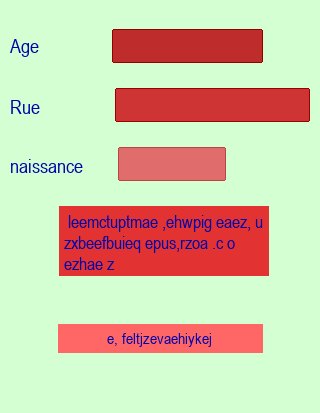 Age
Rue
naissance
leemctuptmae ,ehwpig eaez, u
zxbeefbuieq epus,rzoa .c o
ezhae z
e, feltjzevaehiykej